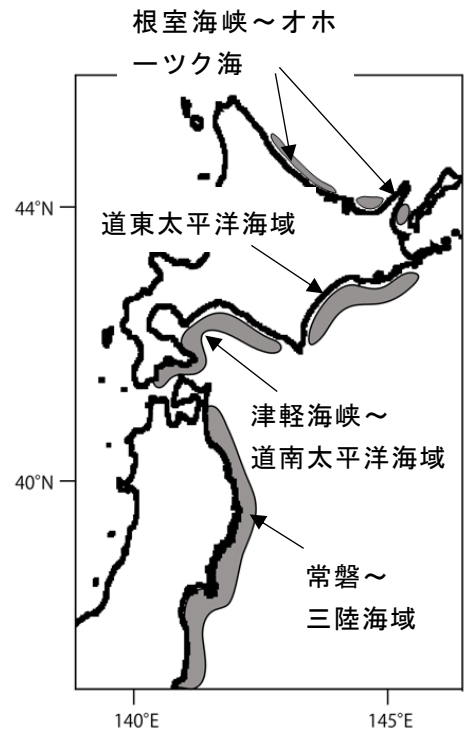 根室海峡～オホ
ーツク海
44°N
道東太平洋海域
津軽海峡～
道南太平洋海域
40°N
常磐～
三陸海域
140°E
145°E